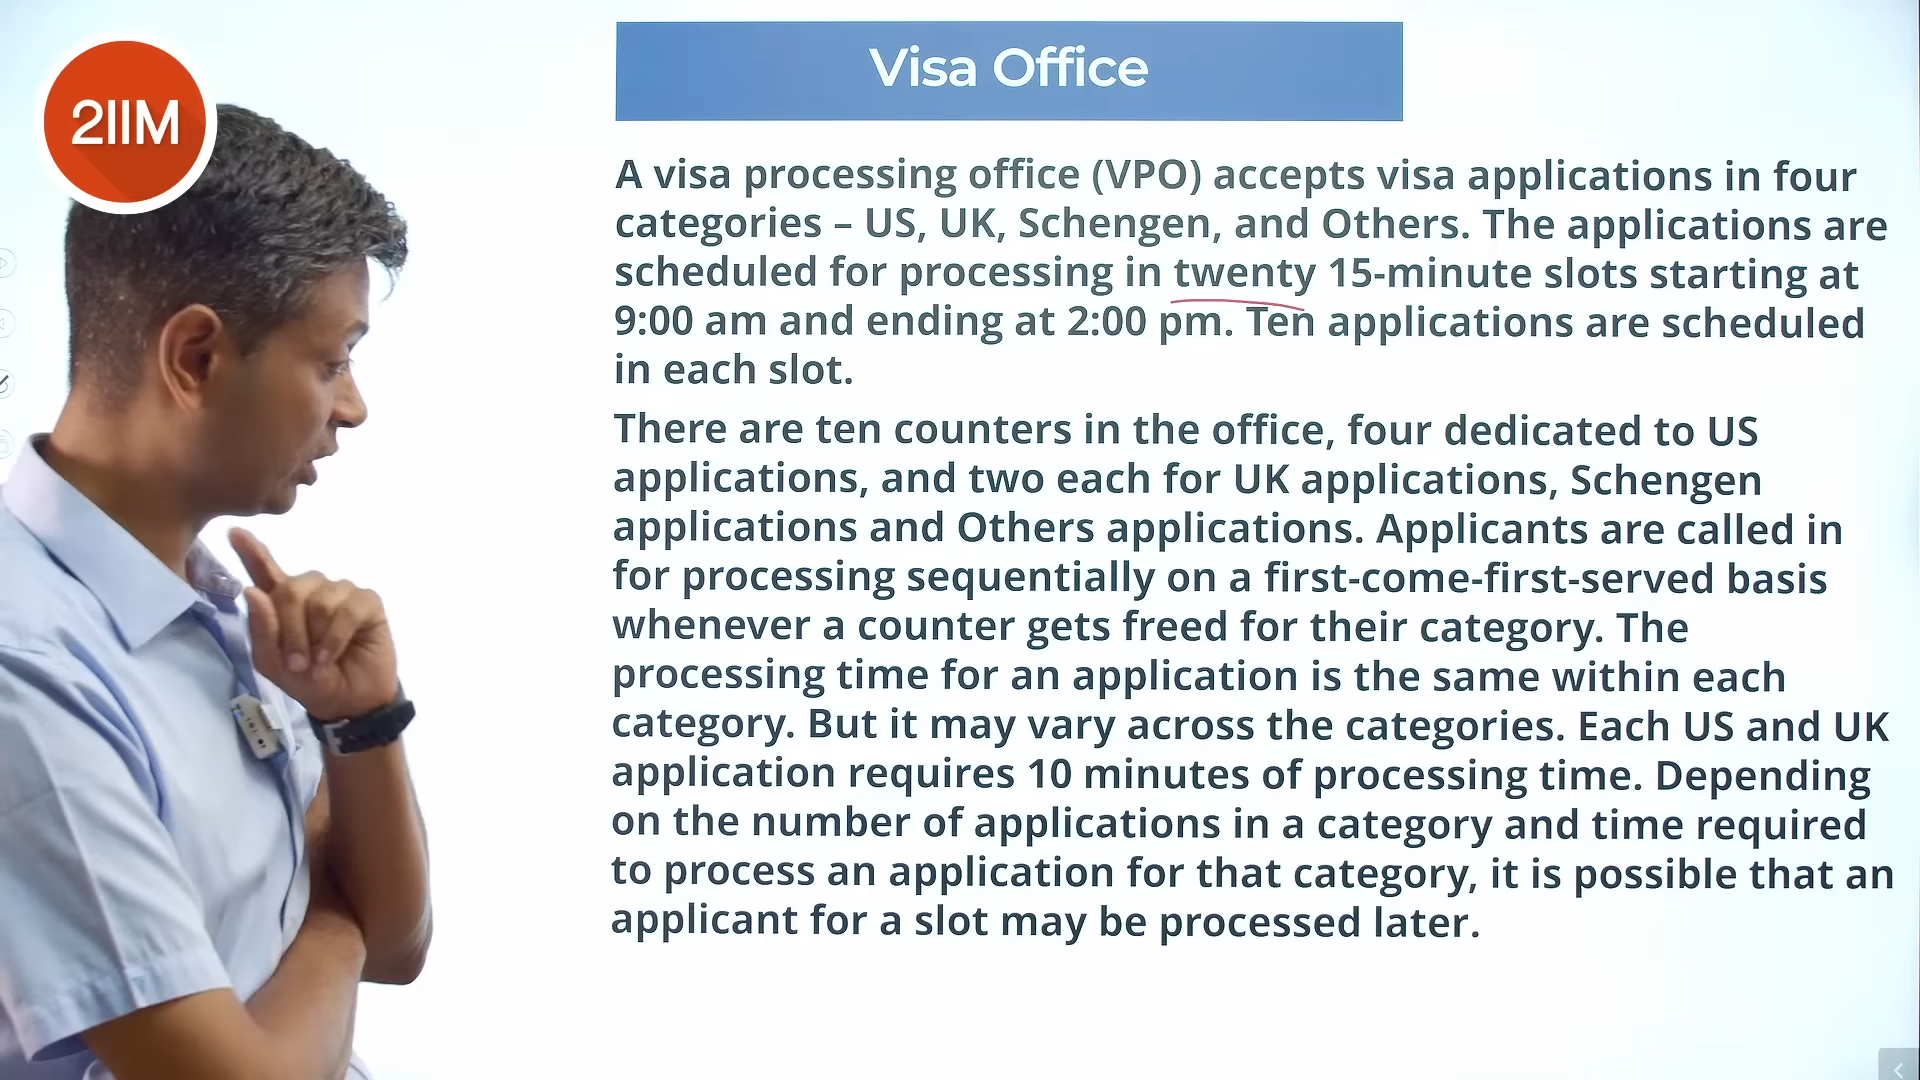 2IIM
Visa Office
A visa processing office (VPO) accepts visa applications in four
categories – US, UK, Schengen, and Others. The applications are
scheduled for processing in twenty 15-minute slots starting at
9:00 am and ending at 2:00 pm. Ten applications are scheduled
in each slot.
There are ten counters in the office, four dedicated to US
applications, and two each for UK applications, Schengen
applications and Others applications. Applicants are called in
for processing sequentially on a first-come-first-served basis
whenever a counter gets freed for their category. The
processing time for an application is the same within each
category. But it may vary across the categories. Each US and UK
application requires 10 minutes of processing time. Depending
on the number of applications in a category and time required
to process an application for that category, it is possible that an
applicant for a slot may be processed later.